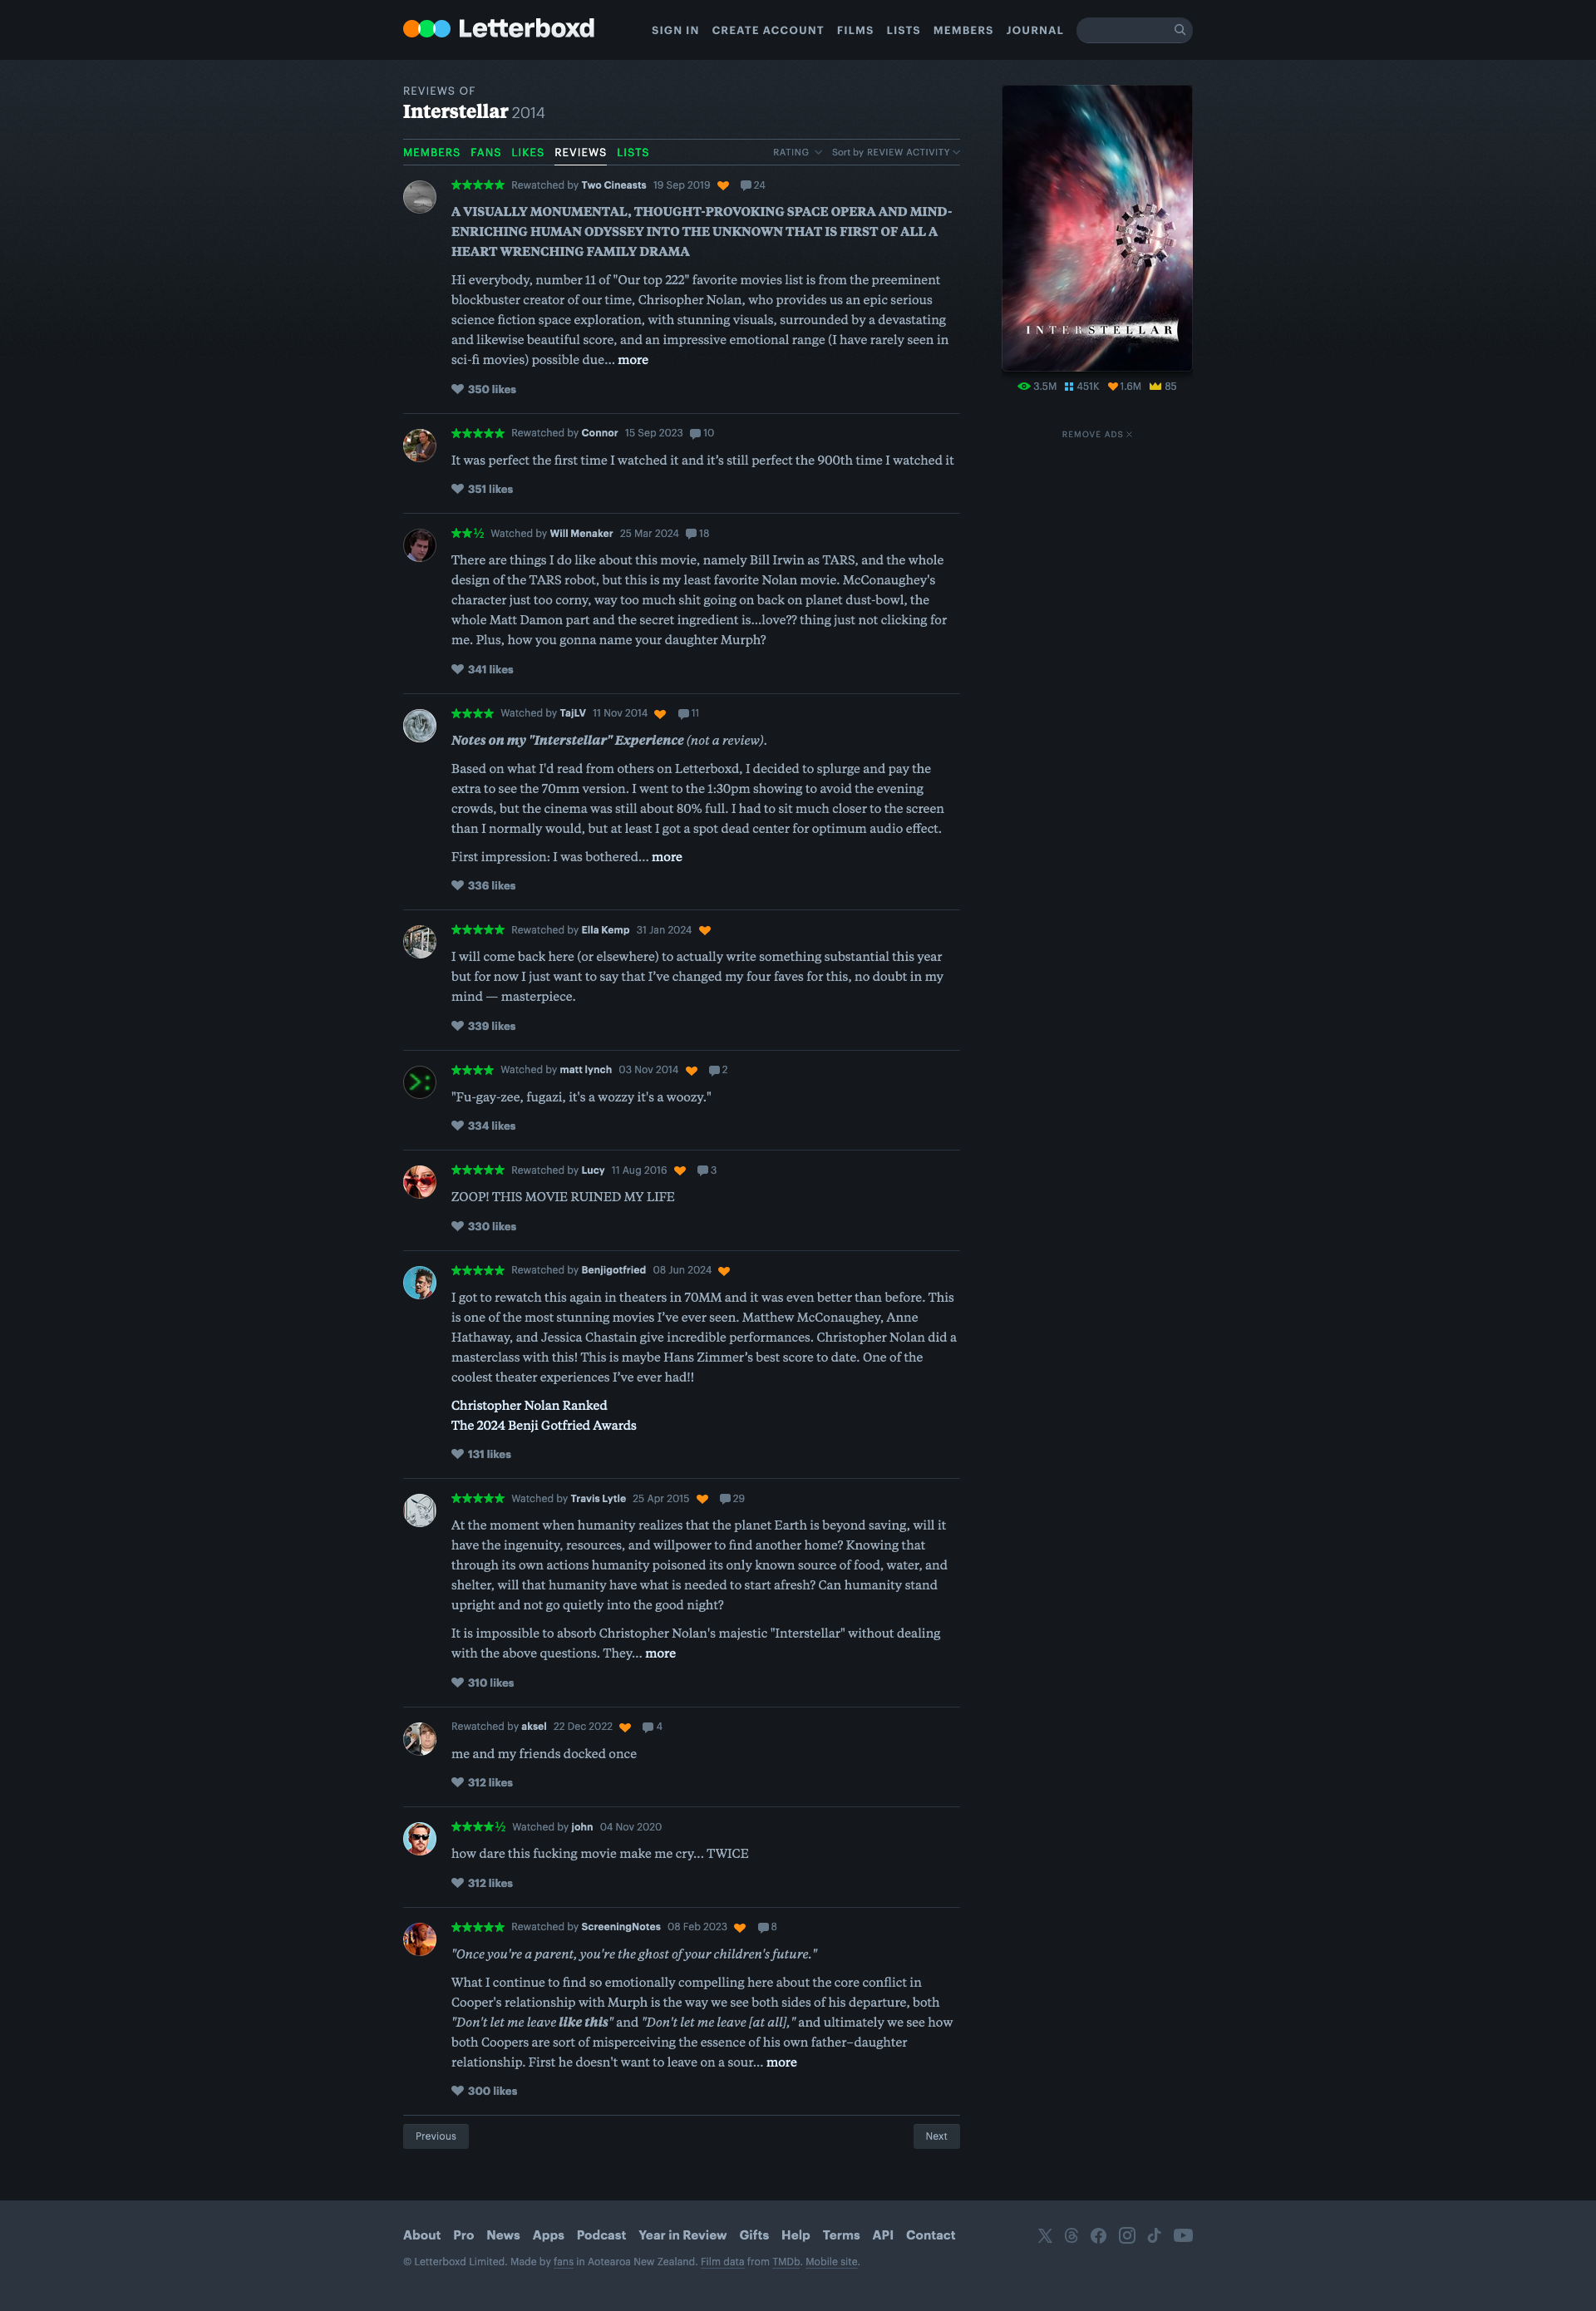 Letterboxd
SIGN IN CREATE ACCOUNT FILMS LISTS MEMBERS JOURNAL
REVIEWS OF
Interstellar 2014
MEMBERS FANS LIKES REVIEWS LISTS RATING Sort by REVIEW ACTIVITY
★★★★★ Rewatched by Two Cineasts 19 Sep 2019 24
A VISUALLY MONUMENTAL, THOUGHT-PROVOKING SPACE OPERA AND MIND-
ENRICHING HUMAN ODYSSEY INTO THE UNKNOWN THAT IS FIRST OF ALL A
HEART WRENCHING FAMILY DRAMA
Hi everybody, number 11 of "Our top 222" favorite movies list is from the preeminent
blockbuster creator of our time, Chrisopher Nolan, who provides us an epic serious
science fiction space exploration, with stunning visuals, surrounded by a devastating
and likewise beautiful score, and an impressive emotional range (I have rarely seen in
sci-fi movies) possible due... more
350 likes
★★★★★ Rewatched by Connor 15 Sep 2023 10
It was perfect the first time I watched it and it's still perfect the 900th time I watched it
351 likes
★★½ Watched by Will Menaker 25 Mar 2024 18
There are things I do like about this movie, namely Bill Irwin as TARS, and the whole
design of the TARS robot, but this is my least favorite Nolan movie. McConaughey's
character just too corny, way too much shit going on back on planet dust-bowl, the
whole Matt Damon part and the secret ingredient is...love?? thing just not clicking for
me. Plus, how you gonna name your daughter Murph?
341 likes
★★★★ Watched by TajLV 11 Nov 2014 11
Notes on my "Interstellar" Experience (not a review).
Based on what I'd read from others on Letterboxd, I decided to splurge and pay the
extra to see the 70mm version. I went to the 1:30pm showing to avoid the evening
crowds, but the cinema was still about 80% full. I had to sit much closer to the screen
than I normally would, but at least I got a spot dead center for optimum audio effect.
First impression: I was bothered... more
336 likes
★★★★★ Rewatched by Ella Kemp 31 Jan 2024
I will come back here (or elsewhere) to actually write something substantial this year
but for now I just want to say that I've changed my four faves for this, no doubt in my
mind — masterpiece.
339 likes
★★★★ Watched by matt lynch 03 Nov 2014 2
"Fu-gay-zee, fugazi, it's a wozzy it's a woozy."
334 likes
★★★★★ Rewatched by Lucy 11 Aug 2016 3
ZOOP! THIS MOVIE RUINED MY LIFE
330 likes
★★★★★ Rewatched by Benjigotfried 08 Jun 2024
I got to rewatch this again in theaters in 70MM and it was even better than before. This
is one of the most stunning movies I've ever seen. Matthew McConaughey, Anne
Hathaway, and Jessica Chastain give incredible performances. Christopher Nolan did a
masterclass with this! This is maybe Hans Zimmer's best score to date. One of the
coolest theater experiences I've ever had!!
Christopher Nolan Ranked
The 2024 Benji Gotfried Awards
131 likes
★★★★★ Watched by Travis Lytle 25 Apr 2015 29
At the moment when humanity realizes that the planet Earth is beyond saving, will it
have the ingenuity, resources, and willpower to find another home? Knowing that
through its own actions humanity poisoned its only known source of food, water, and
shelter, will that humanity have what is needed to start afresh? Can humanity stand
upright and not go quietly into the good night?
It is impossible to absorb Christopher Nolan's majestic "Interstellar" without dealing
with the above questions. They... more
310 likes
Rewatched by aksel 22 Dec 2022 4
me and my friends docked once
312 likes
★★★★½ Watched by john 04 Nov 2020
how dare this fucking movie make me cry... TWICE
312 likes
★★★★★ Rewatched by ScreeningNotes 08 Feb 2023 8
"Once you're a parent, you're the ghost of your children's future."
What I continue to find so emotionally compelling here about the core conflict in
Cooper's relationship with Murph is the way we see both sides of his departure, both
"Don't let me leave like this" and "Don't let me leave [at all]," and ultimately we see how
both Coopers are sort of misperceiving the essence of his own father–daughter
relationship. First he doesn't want to leave on a sour... more
300 likes
Previous Next
INTERSTELLAR
3.5M 451K 1.6M 85
REMOVE ADS
About Pro News Apps Podcast Year in Review Gifts Help Terms API Contact
© Letterboxd Limited. Made by fans in Aotearoa New Zealand. Film data from TMDb. Mobile site.